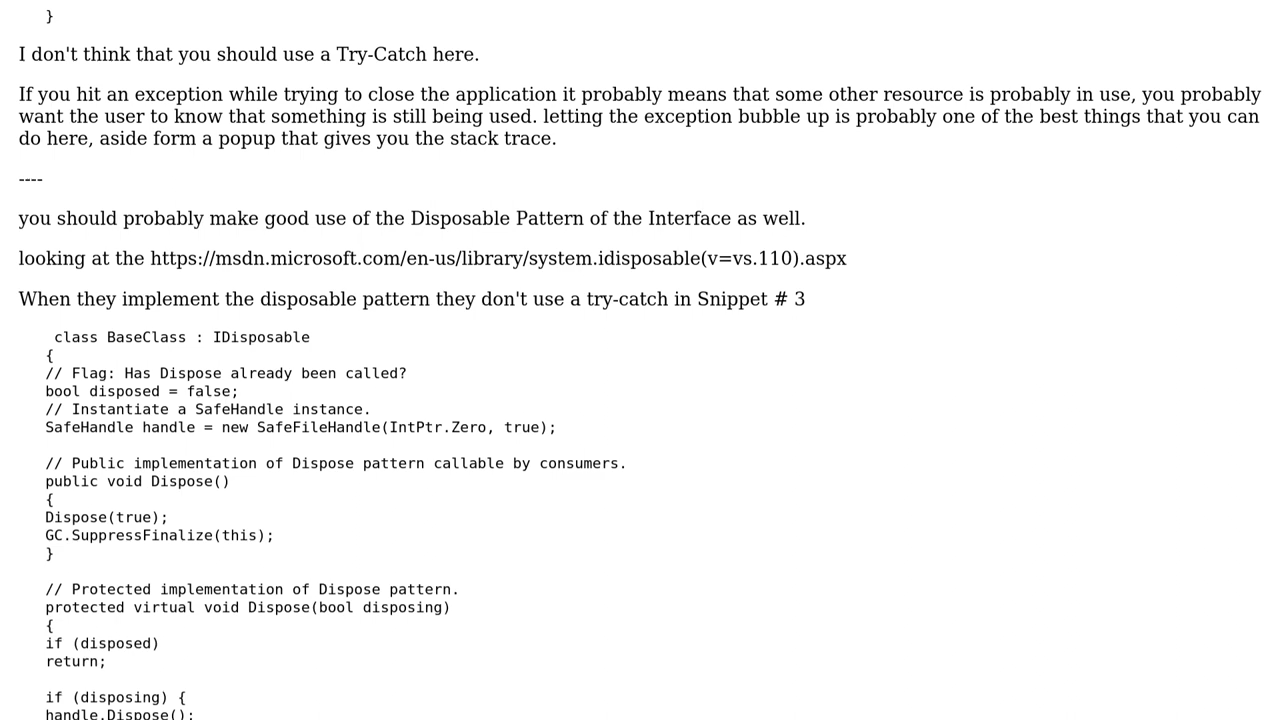 }
I don't think that you should use a Try-Catch here.
If you hit an exception while trying to close the application it probably means that some other resource is probably in use, you probably
want the user to know that something is still being used. letting the exception bubble up is probably one of the best things that you can
do here, aside form a popup that gives you the stack trace.
----
you should probably make good use of the Disposable Pattern of the Interface as well.
looking at the https://msdn.microsoft.com/en-us/library/system.idisposable(v=vs.110).aspx
When they implement the disposable pattern they don't use a try-catch in Snippet # 3
class BaseClass : IDisposable
{
// Flag: Has Dispose already been called?
bool disposed = false;
// Instantiate a SafeHandle instance.
SafeHandle handle = new SafeFileHandle(IntPtr.Zero, true);
// Public implementation of Dispose pattern callable by consumers.
public void Dispose()
{
Dispose(true);
GC.SuppressFinalize(this);
}
// Protected implementation of Dispose pattern.
protected virtual void Dispose(bool disposing)
{
if (disposed)
return;
if (disposing) {
handle.Dispose();